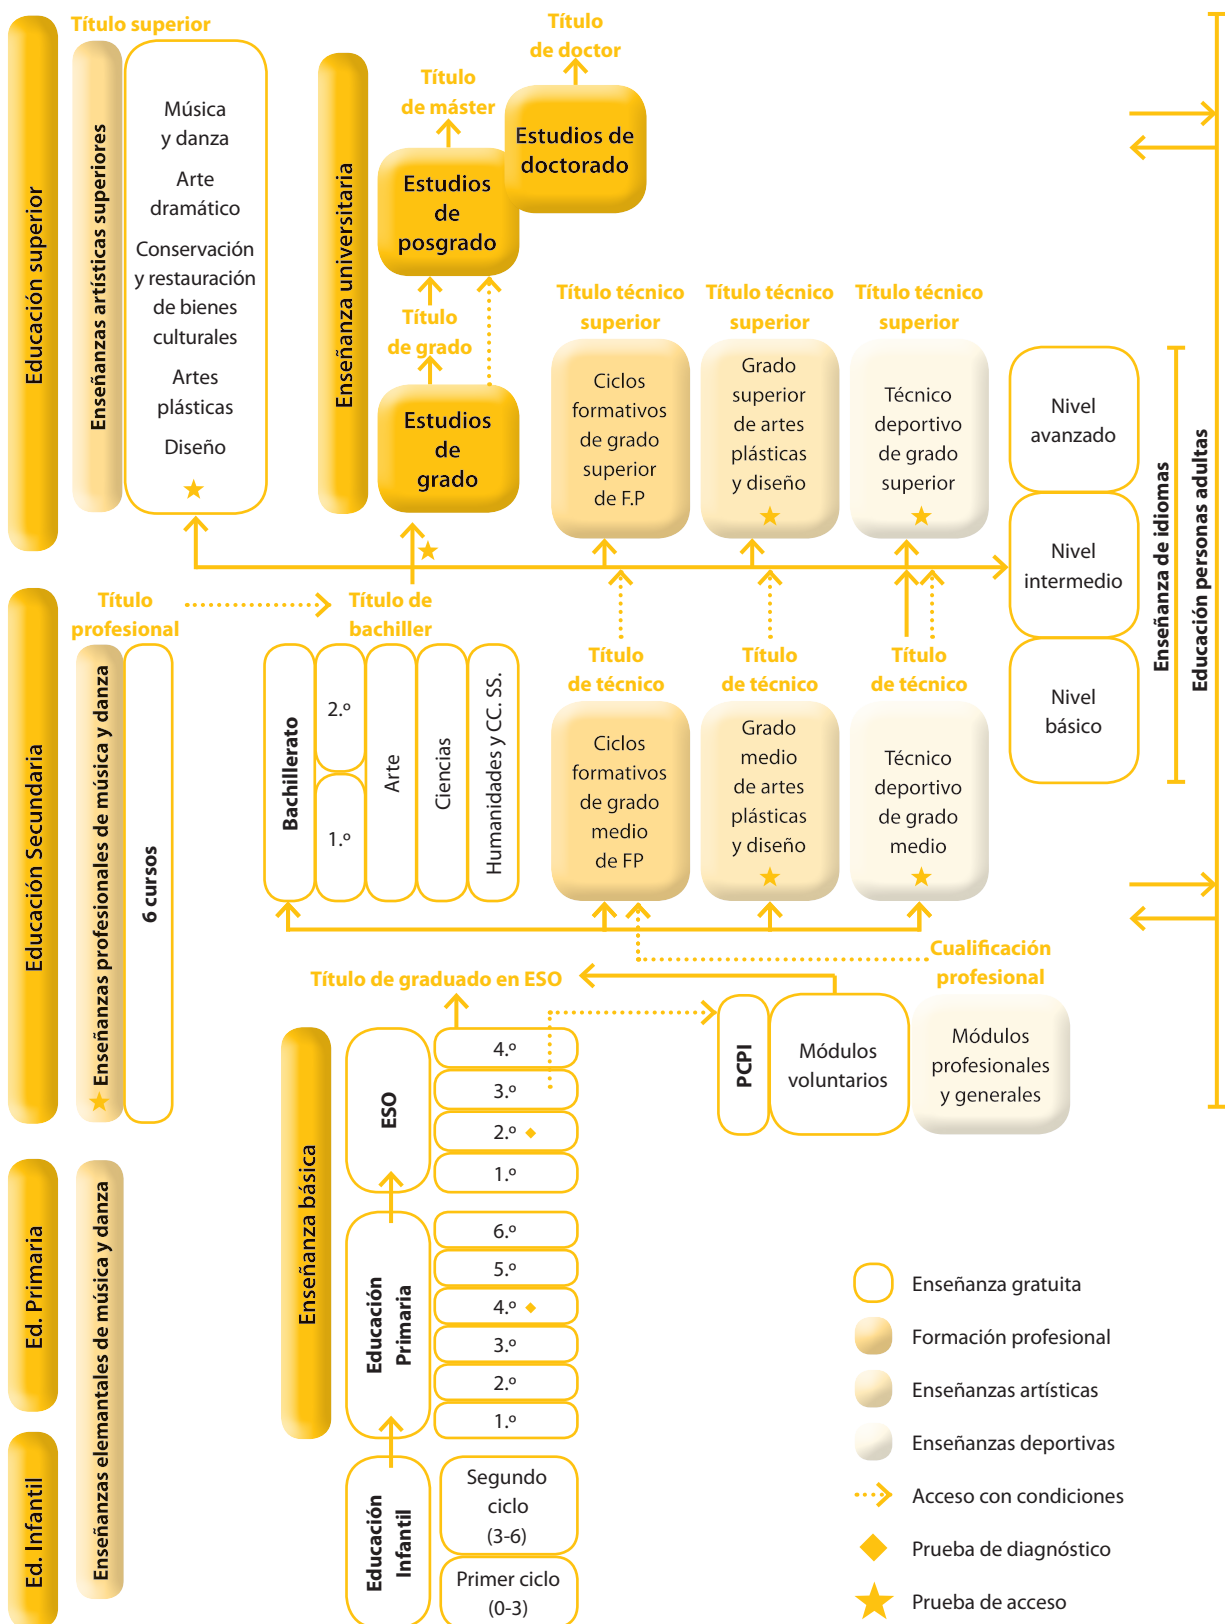 Educación superior
Título superior
Enseñanzas artísticas superiores
Música
y danza
Arte
dramático
Conservación
y restauración
de bienes
culturales
Artes
plásticas
Diseño
Enseñanza universitaria
Título
de doctor
Título
de máster
Estudios de
doctorado
Estudios
de
posgrado
Título
de grado
Estudios
de
grado
Título técnico
superior
Ciclos
formativos
de grado
superior
de F.P
Título técnico
superior
Grado
superior
de artes
plásticas
y diseño
Título técnico
superior
Técnico
deportivo
de grado
superior
Nivel
avanzado
Nivel
intermedio
Nivel
básico
Enseñanza de idiomas
Educación personas adultas
Educación Secundaria
Título
profesional
Enseñanzas profesionales de música y danza
6 cursos
Título de
bachiller
Bachillerato
2.º
1.º
Arte
Ciencias
Humanidades y CC. SS.
Título
de técnico
Ciclos
formativos
de grado
medio
de FP
Título
de técnico
Grado
medio
de artes
plásticas
y diseño
Título
de técnico
Técnico
deportivo
de grado
medio
Cualificación
profesional
Título de graduado en ESO
PCPI
Módulos
voluntarios
Módulos
profesionales
y generales
Enseñanza básica
ESO
4.º
3.º
2.º
1.º
Ed. Primaria
Enseñanzas elemantales de música y danza
Educación
Primaria
6.º
5.º
4.º
3.º
2.º
1.º
Ed. Infantil
Educación
Infantil
Segundo
ciclo
(3-6)
Primer ciclo
(0-3)
Enseñanza gratuita
Formación profesional
Enseñanzas artísticas
Enseñanzas deportivas
Acceso con condiciones
Prueba de diagnóstico
Prueba de acceso